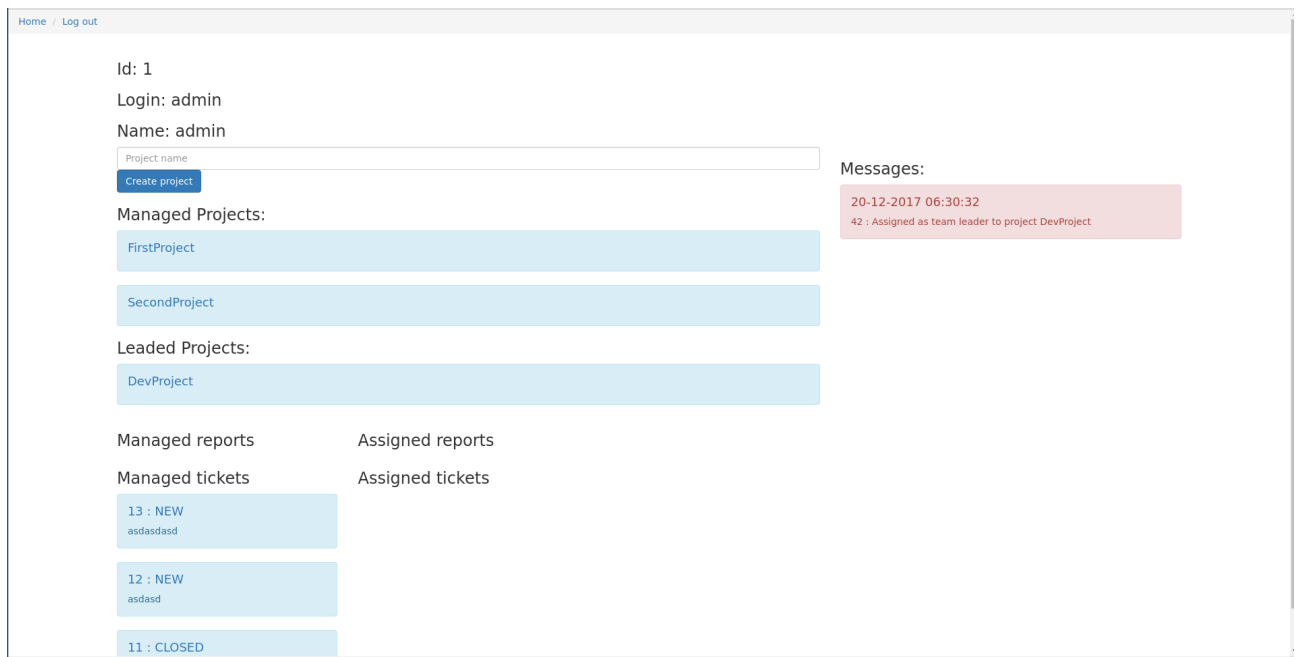 Home / Log out
Id: 1
Login: admin
Name: admin
Project name
Create project
Managed Projects:
FirstProject
SecondProject
Leaded Projects:
DevProject
Messages:
20-12-2017 06:30:32
42 : Assigned as team leader to project DevProject
Managed reports
Assigned reports
Managed tickets
Assigned tickets
13 : NEW
asdasdasd
12 : NEW
asdasd
11 : CLOSED